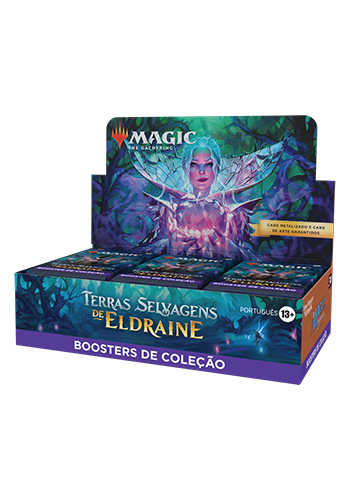 MAGIC
THE GATHERING
CARD METALIZADO E CARD
DE ARTE GARANTIDOS
TERRAS SELVAGENS
DE ELDRAINE
PORTUGUÊS 13+
BOOSTERS DE COLEÇÃO